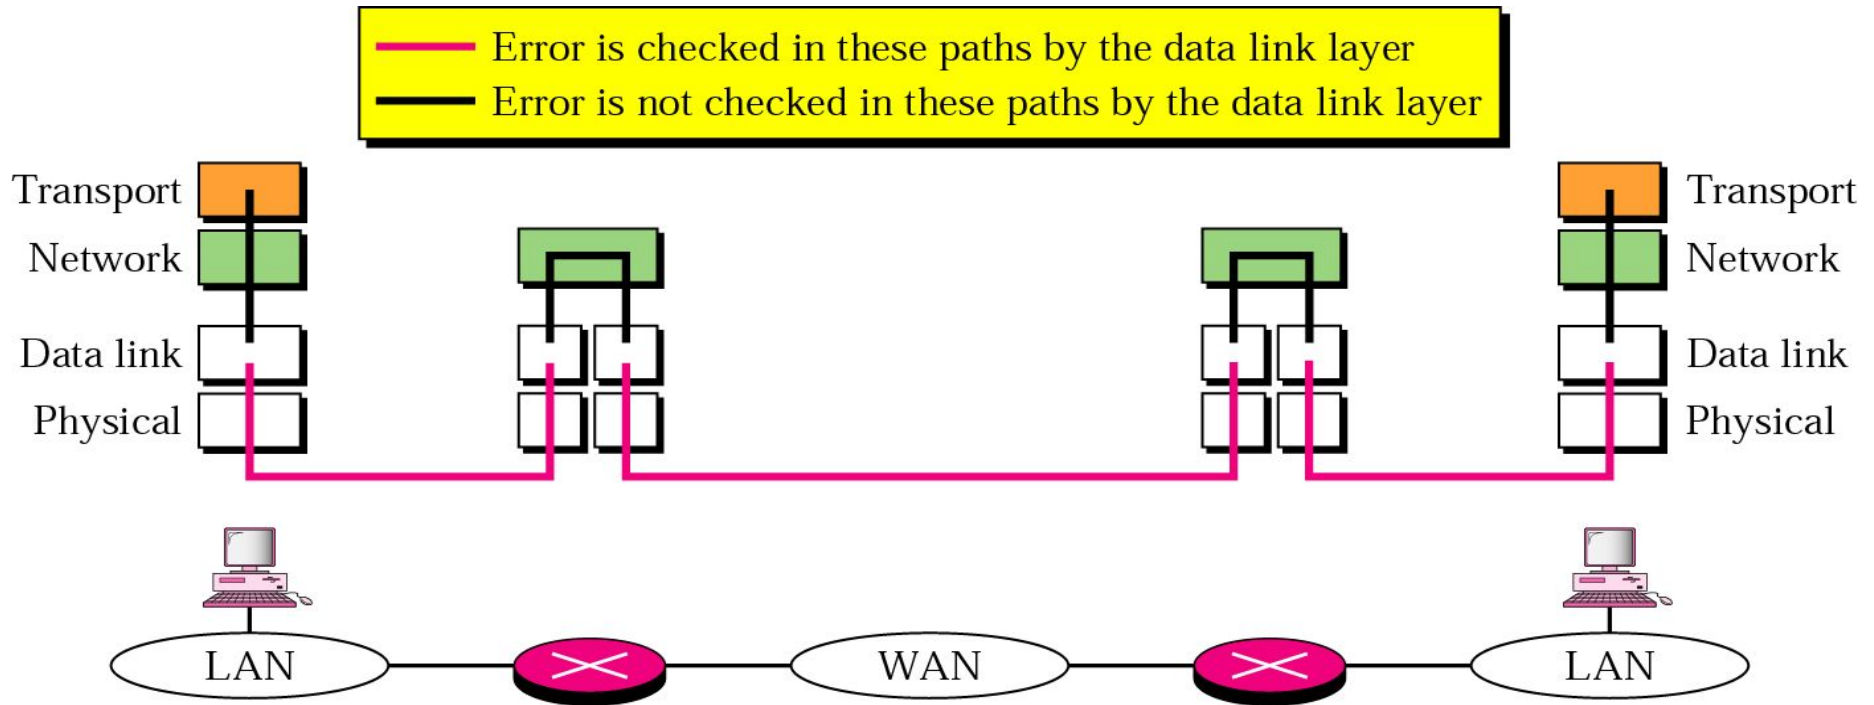 Error is checked in these paths by the data link layer
Error is not checked in these paths by the data link layer
Transport
Transport
Network
Network
Data link
Data link
Physical
Physical
LAN
WAN
LAN